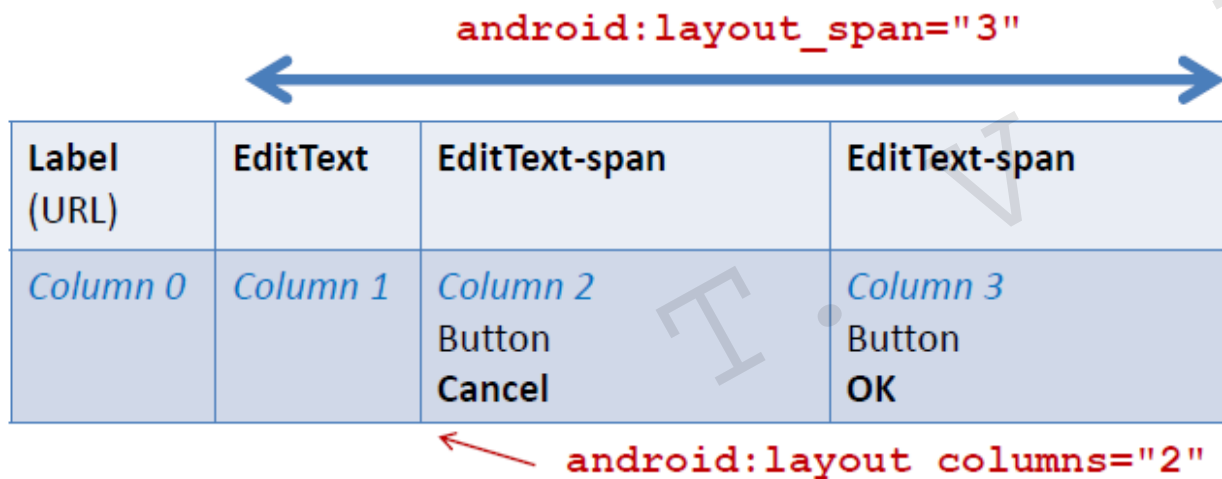 android:layout_span="3"
Label EditText EditText-span EditText-span
(URL)
Column 0 Column 1 Column 2 Column 3
Button Button
Cancel OK
android:layout columns="2"
T . V